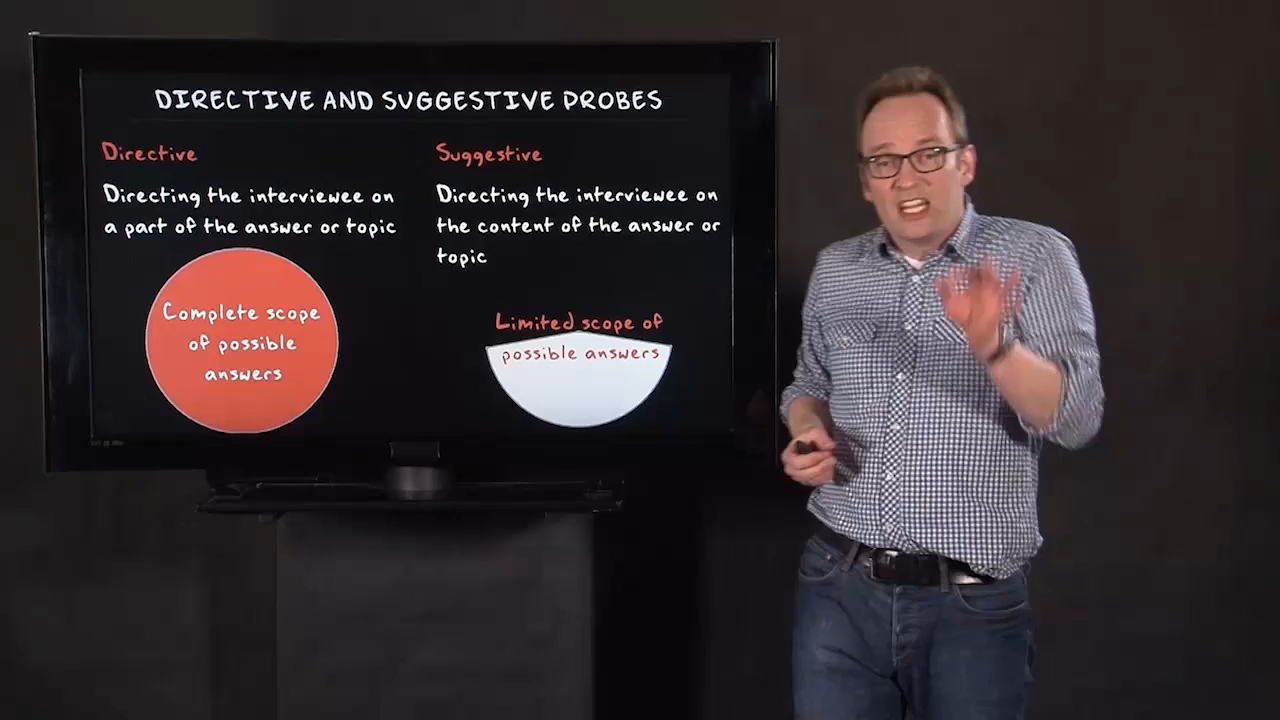 DIRECTIVE AND SUGGESTIVE PROBES
Directive
Directing the interviewee on
a part of the answer or topic
Complete scope
of possible
answers
Suggestive
Directing the interviewee on
the content of the answer or
topic
Limited scope of
possible answers